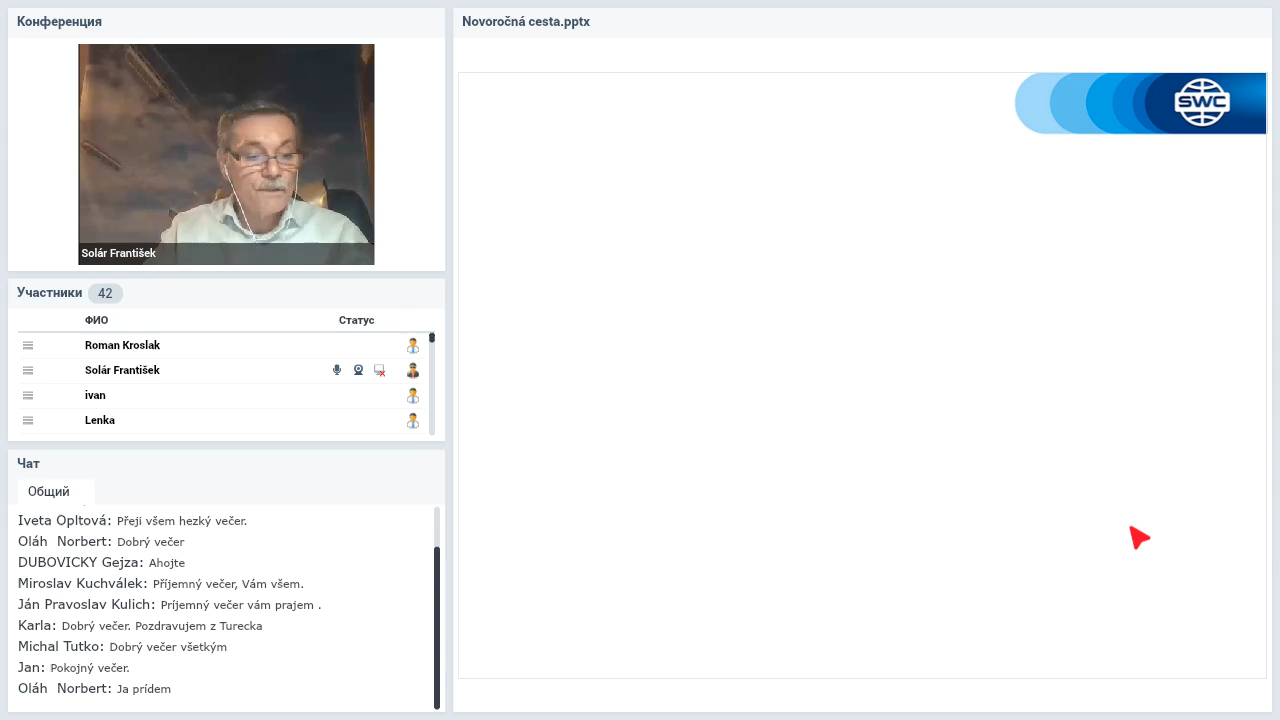 Конференция
Solár František
Участники 42
ФИО Статус
Roman Kroslak
Solár František
ivan
Lenka
Чат
Общий
Iveta Opltová: Přeji všem hezký večer.
Oláh Norbert: Dobrý večer
DUBOVICKY Gejza: Ahojte
Miroslav Kuchválek: Příjemný večer, Vám všem.
Ján Pravoslav Kulich: Príjemný večer vám prajem .
Karla: Dobrý večer. Pozdravujem z Turecka
Michal Tutko: Dobrý večer všetkým
Jan: Pokojný večer.
Oláh Norbert: Ja prídem
Novoročná cesta.pptx
SWC